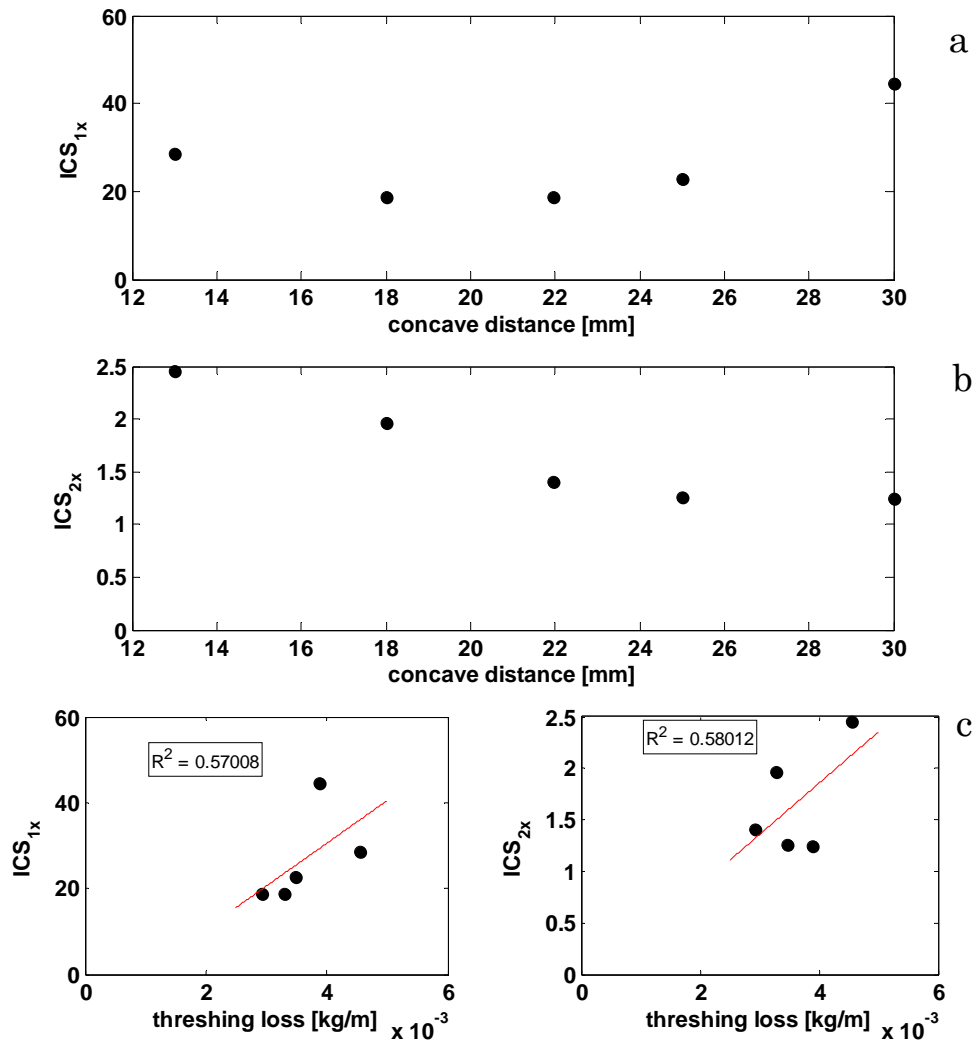 a
60
40
20
0
ICS1x
12 14 16 18 20 22 24 26 28 30
concave distance [mm]
b
2.5
2
1.5
1
0.5
0
ICS2x
12 14 16 18 20 22 24 26 28 30
concave distance [mm]
60
40
20
0
ICS1x
R2 = 0.57008
0 2 4 6
threshing loss [kg/m]
x 10-3
c
2.5
2
1.5
1
0.5
0
ICS2x
R2 = 0.58012
0 2 4 6
threshing loss [kg/m]
x 10-3